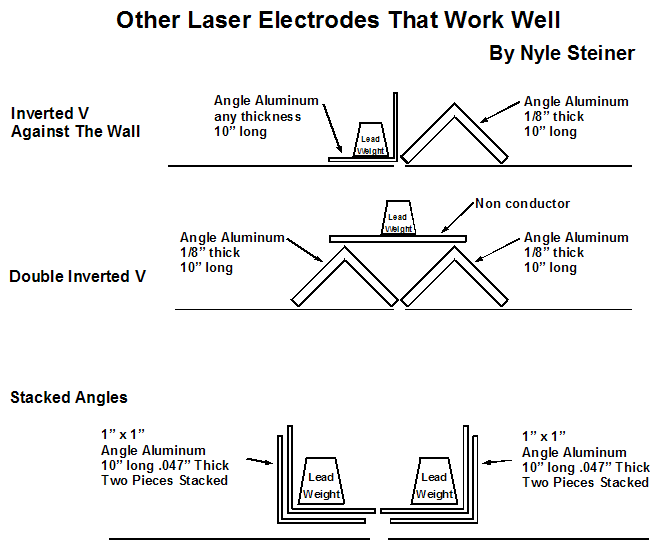 Other Laser Electrodes That Work Well
By Nyle Steiner
Inverted V
Against The Wall
Angle Aluminum
any thickness
10” long
Lead
Weight
Angle Aluminum
1/8” thick
10” long
Lead
Weight
Non conductor
Double Inverted V
Angle Aluminum
1/8” thick
10” long
Angle Aluminum
1/8” thick
10” long
Stacked Angles
1” x 1”
Angle Aluminum
10” long .047” Thick
Two Pieces Stacked
Lead
Weight
Lead
Weight
1” x 1”
Angle Aluminum
10” long .047” Thick
Two Pieces Stacked